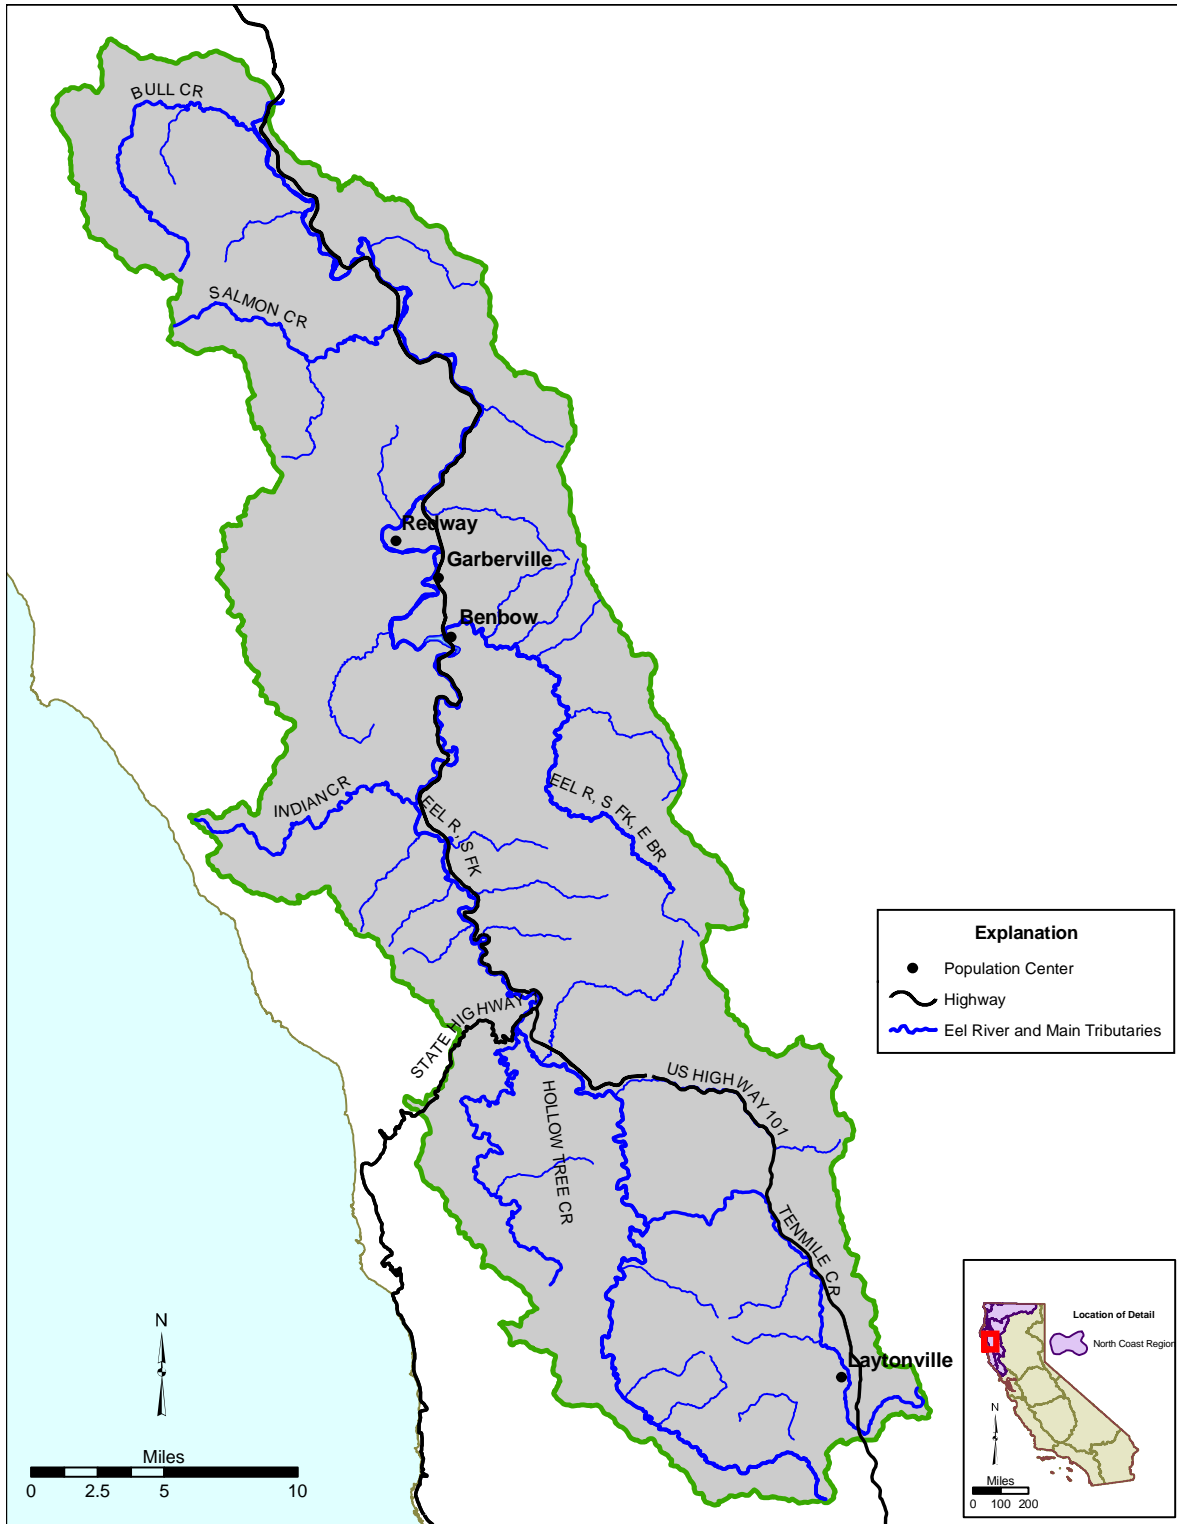 BULL CR
SALMON CR
Redway
Garberville
Benbow
INDIAN CR
EEL R, S FK
EEL R, S FK, E BR
Explanation
Population Center
Highway
Eel River and Main Tributaries
STATE HIGHWAY
US HIGHWAY 101
HOLLOW TREE CR
TENMILE CR
Laytonville
N
Miles
0 2.5 5 10
Location of Detail
North Coast Region
N
Miles
0 100 200